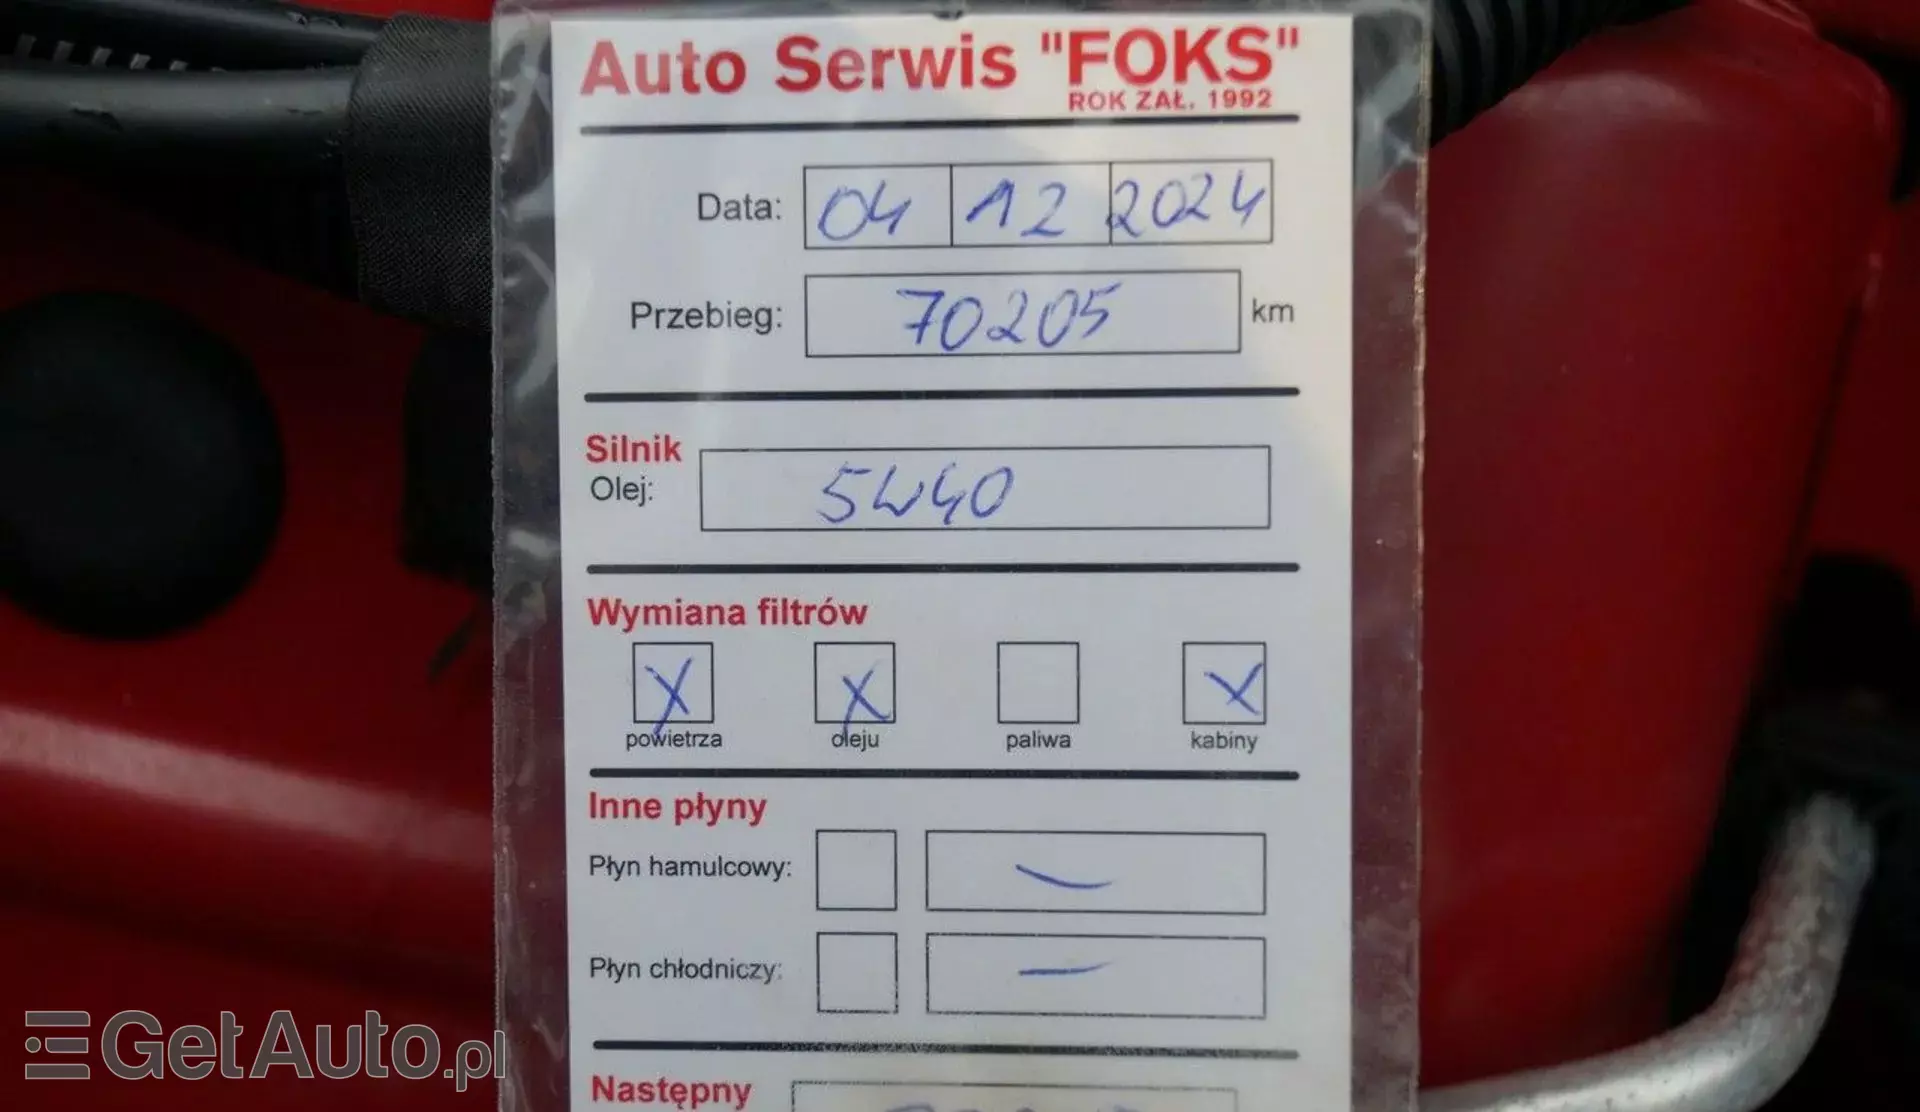 Auto Serwis "FOKS"
ROK ZAŁ. 1992
Data: 04 12 2024
Przebieg: 70205 km
Silnik
Olej: 5W40
Wymiana filtrów
X X X
powietrza oleju paliwa kabiny
Inne płyny
Płyn hamulcowy: —
Płyn chłodniczy: —
Następny
GetAuto.pl